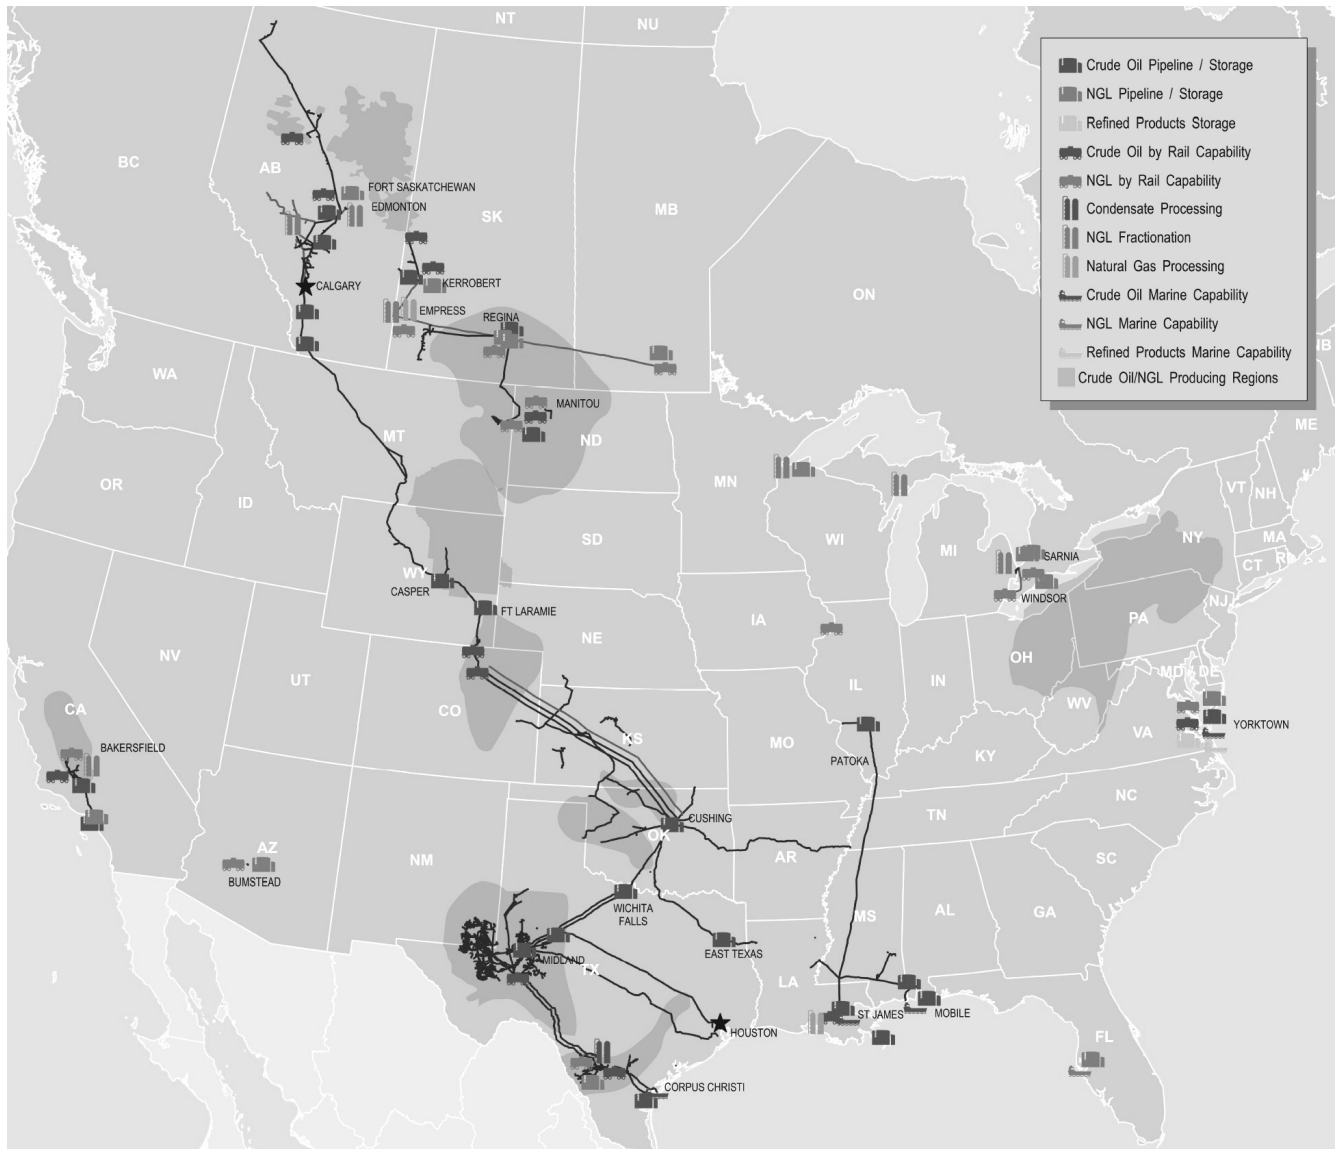 NT
NU
AK
Crude Oil Pipeline / Storage
NGL Pipeline / Storage
Refined Products Storage
Crude Oil by Rail Capability
NGL by Rail Capability
Condensate Processing
NGL Fractionation
Natural Gas Processing
Crude Oil Marine Capability
NGL Marine Capability
Refined Products Marine Capability
Crude Oil/NGL Producing Regions
BC
AB
FORT SASKATCHEWAN
EDMONTON
SK
MB
ON
CALGARY
KERROBERT
EMPRESS
REGINA
NB
WA
MANITOU
MT
ND
ME
OR
ID
MN
VT
NH
SD
WI
MI
NY
MA
SARNIA
CT
RI
WY
CASPER
WINDSOR
NJ
FT LARAMIE
IA
NE
PA
NV
UT
OH
IN
IL
MD
DE
CO
CA
WV
YORKTOWN
VA
BAKERSFIELD
KS
MO
KY
PATOKA
NC
TN
CUSHING
OK
AZ
NM
AR
SC
BUMSTEAD
WICHITA
FALLS
MS
AL
GA
EAST TEXAS
MIDLAND
TX
LA
ST JAMES
MOBILE
HOUSTON
FL
CORPUS CHRISTI